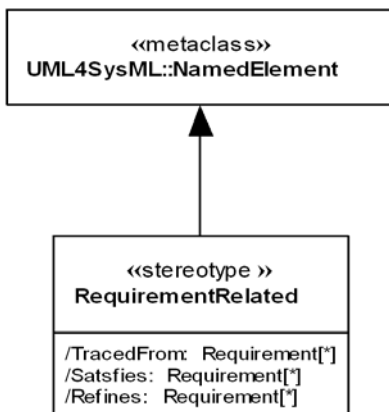 «metaclass»
UML4SysML::NamedElement
«stereotype »
RequirementRelated
/TracedFrom: Requirement[*]
/Satsfies: Requirement[*]
/Refines: Requirement[*]